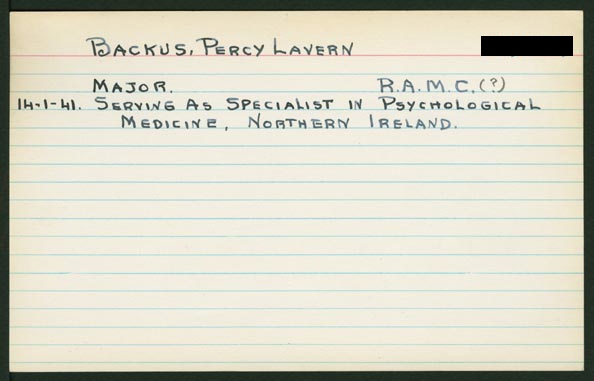 BACKUS, PERCY LAVERN
MAJOR. R.A.M.C.(?)
14-1-41. SERVING AS SPECIALIST IN PSYCHOLOGICAL
MEDICINE, NORTHERN IRELAND.